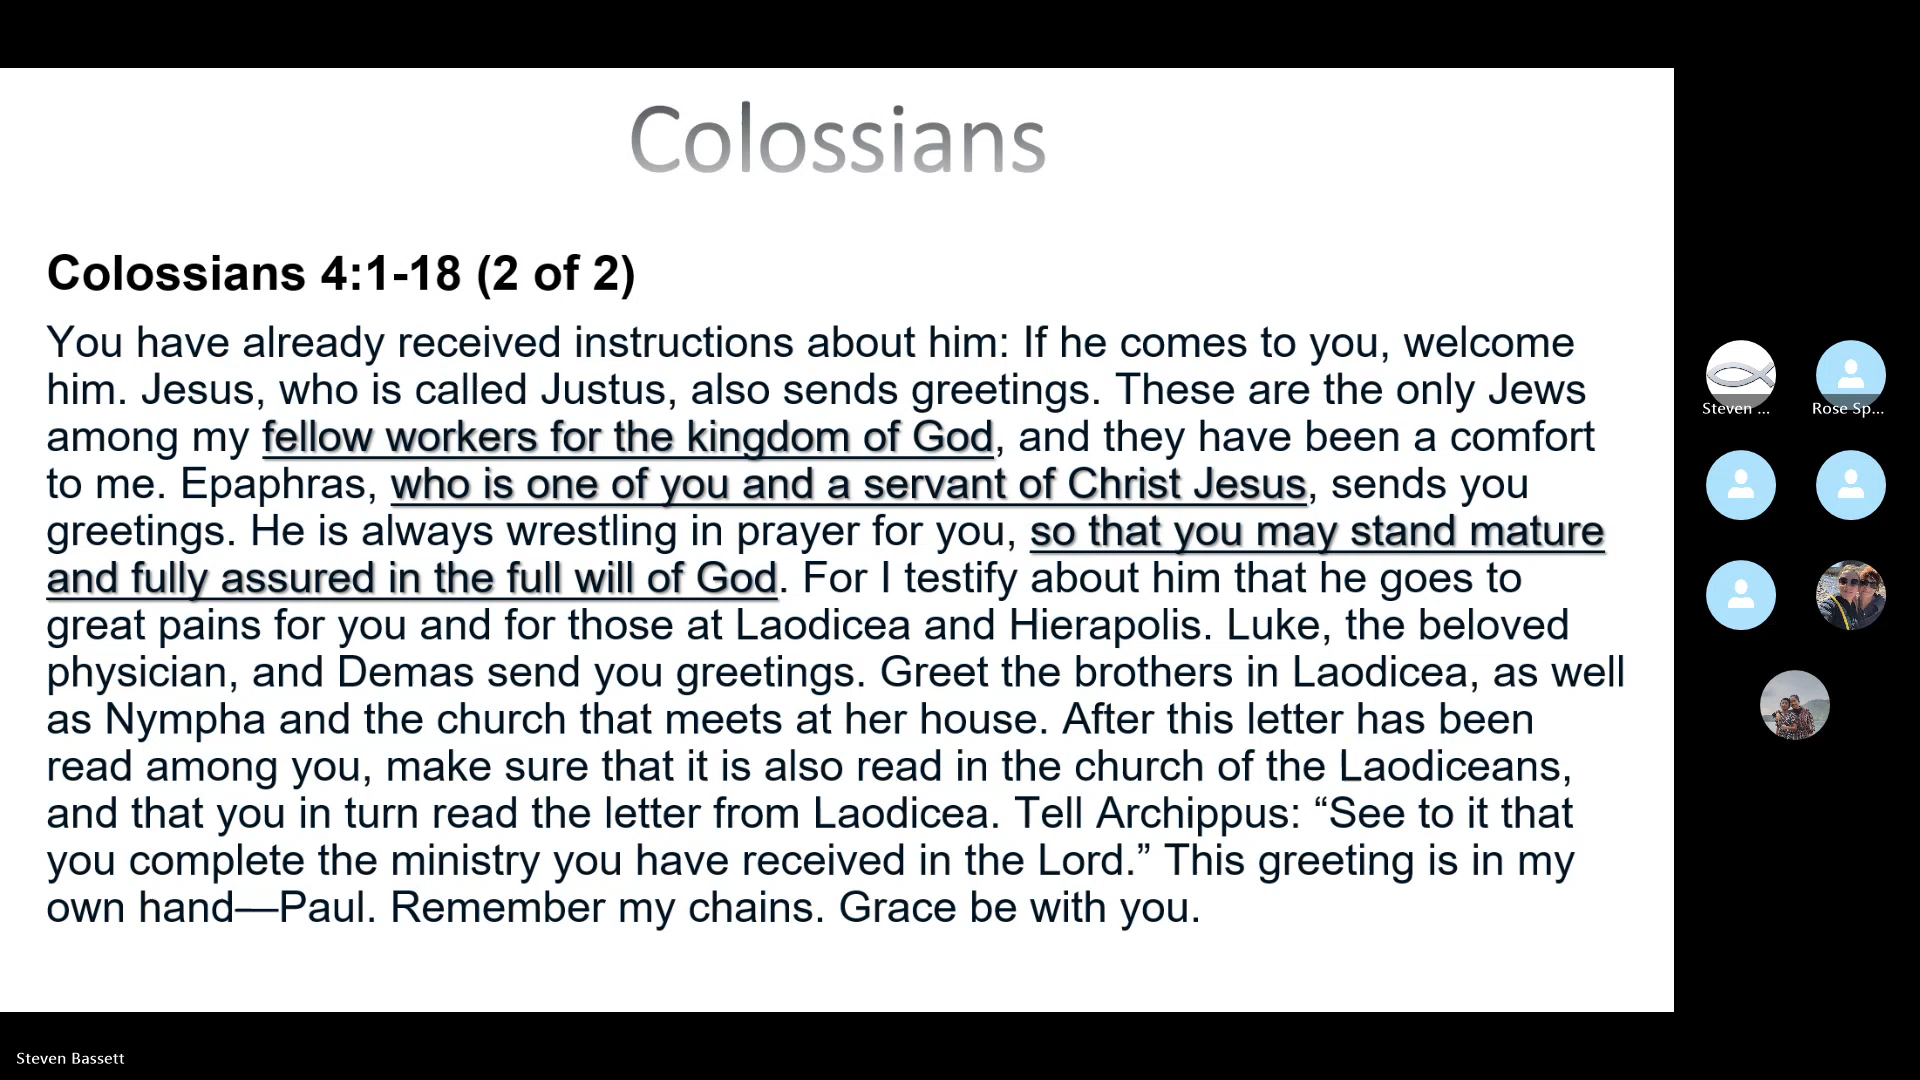 Colossians
Colossians 4:1-18 (2 of 2)
You have already received instructions about him: If he comes to you, welcome
him. Jesus, who is called Justus, also sends greetings. These are the only Jews
among my fellow workers for the kingdom of God, and they have been a comfort
to me. Epaphras, who is one of you and a servant of Christ Jesus, sends you
greetings. He is always wrestling in prayer for you, so that you may stand mature
and fully assured in the full will of God. For I testify about him that he goes to
great pains for you and for those at Laodicea and Hierapolis. Luke, the beloved
physician, and Demas send you greetings. Greet the brothers in Laodicea, as well
as Nympha and the church that meets at her house. After this letter has been
read among you, make sure that it is also read in the church of the Laodiceans,
and that you in turn read the letter from Laodicea. Tell Archippus: “See to it that
you complete the ministry you have received in the Lord.” This greeting is in my
own hand—Paul. Remember my chains. Grace be with you.
Steven ...
Rose Sp...
Steven Bassett